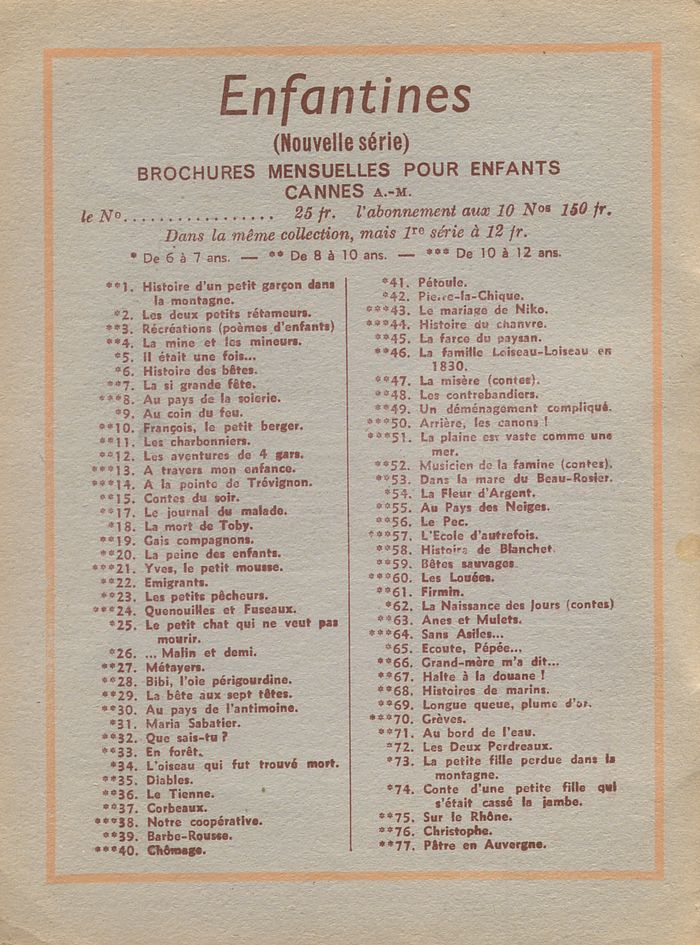 Enfantines
(Nouvelle série)
BROCHURES MENSUELLES POUR ENFANTS
CANNES A.-M.
le No................. 25 fr. l'abonnement aux 10 Nos 150 fr.
Dans la même collection, mais 1re série à 12 fr.
* De 6 à 7 ans. — ** De 8 à 10 ans. — *** De 10 à 12 ans.
**1. Histoire d'un petit garçon dans
la montagne.
*2. Les deux petits rétameurs.
**3. Récréations (poèmes d'enfants)
**4. La mine et les mineurs.
*5. Il était une fois...
*6. Histoire des bêtes.
**7. La si grande fête.
***8. Au pays de la soierie.
*9. Au coin du feu.
**10. François, le petit berger.
**11. Les charbonniers.
**12. Les aventures de 4 gars.
***13. A travers mon enfance.
***14. A la pointe de Trévignon.
**15. Contes du soir.
**17. Le journal du malade.
*18. La mort de Toby.
**19. Gais compagnons.
**20. La peine des enfants.
***21. Yves, le petit mousse.
**22. Emigrants.
**23. Les petits pêcheurs.
***24. Quenouilles et Fuseaux.
*25. Le petit chat qui ne veut pas
mourir.
*26. ... Malin et demi.
**27. Métayers.
**28. Bibi, l'oie périgourdine.
**29. La bête aux sept têtes.
**30. Au pays de l'antimoine.
*31. Maria Sabatier.
**32. Que sais-tu ?
**33. En forêt.
*34. L'oiseau qui fut trouvé mort.
**35. Diables.
**36. Le Tienne.
**37. Corbeaux.
***38. Notre coopérative.
**39. Barbe-Rousse.
***40. Chômage.
*41. Pétoule.
*42. Pierre-la-Chique.
***43. Le mariage de Niko.
***44. Histoire du chanvre.
**45. La farce du paysan.
**46. La famille Loiseau-Loiseau en
1830.
**47. La misère (contes).
**48. Les contrebandiers.
**49. Un déménagement compliqué.
***50. Arrière, les canons !
***51. La plaine est vaste comme une
mer.
**52. Musicien de la famine (contes).
**53. Dans la mare du Beau-Rosier.
*54. La Fleur d'Argent.
**55. Au Pays des Neiges.
**56. Le Pec.
***57. L'Ecole d'autrefois.
**58. Histoire de Blanchet.
**59. Bêtes sauvages
***60. Les Louées.
**61. Firmin.
*62. La Naissance des Jours (contes)
**63. Anes et Mulets.
***64. Sans Asiles...
*65. Ecoute, Pépée...
**66. Grand-mère m'a dit...
**67. Halte à la douane !
**68. Histoires de marins.
**69. Longue queue, plume d'or.
***70. Grèves.
**71. Au bord de l'eau.
*72. Les Deux Perdreaux.
*73. La petite fille perdue dans la
montagne.
*74. Conte d'une petite fille qui
s'était cassé la jambe.
**75. Sur le Rhône.
**76. Christophe.
**77. Pâtre en Auvergne.